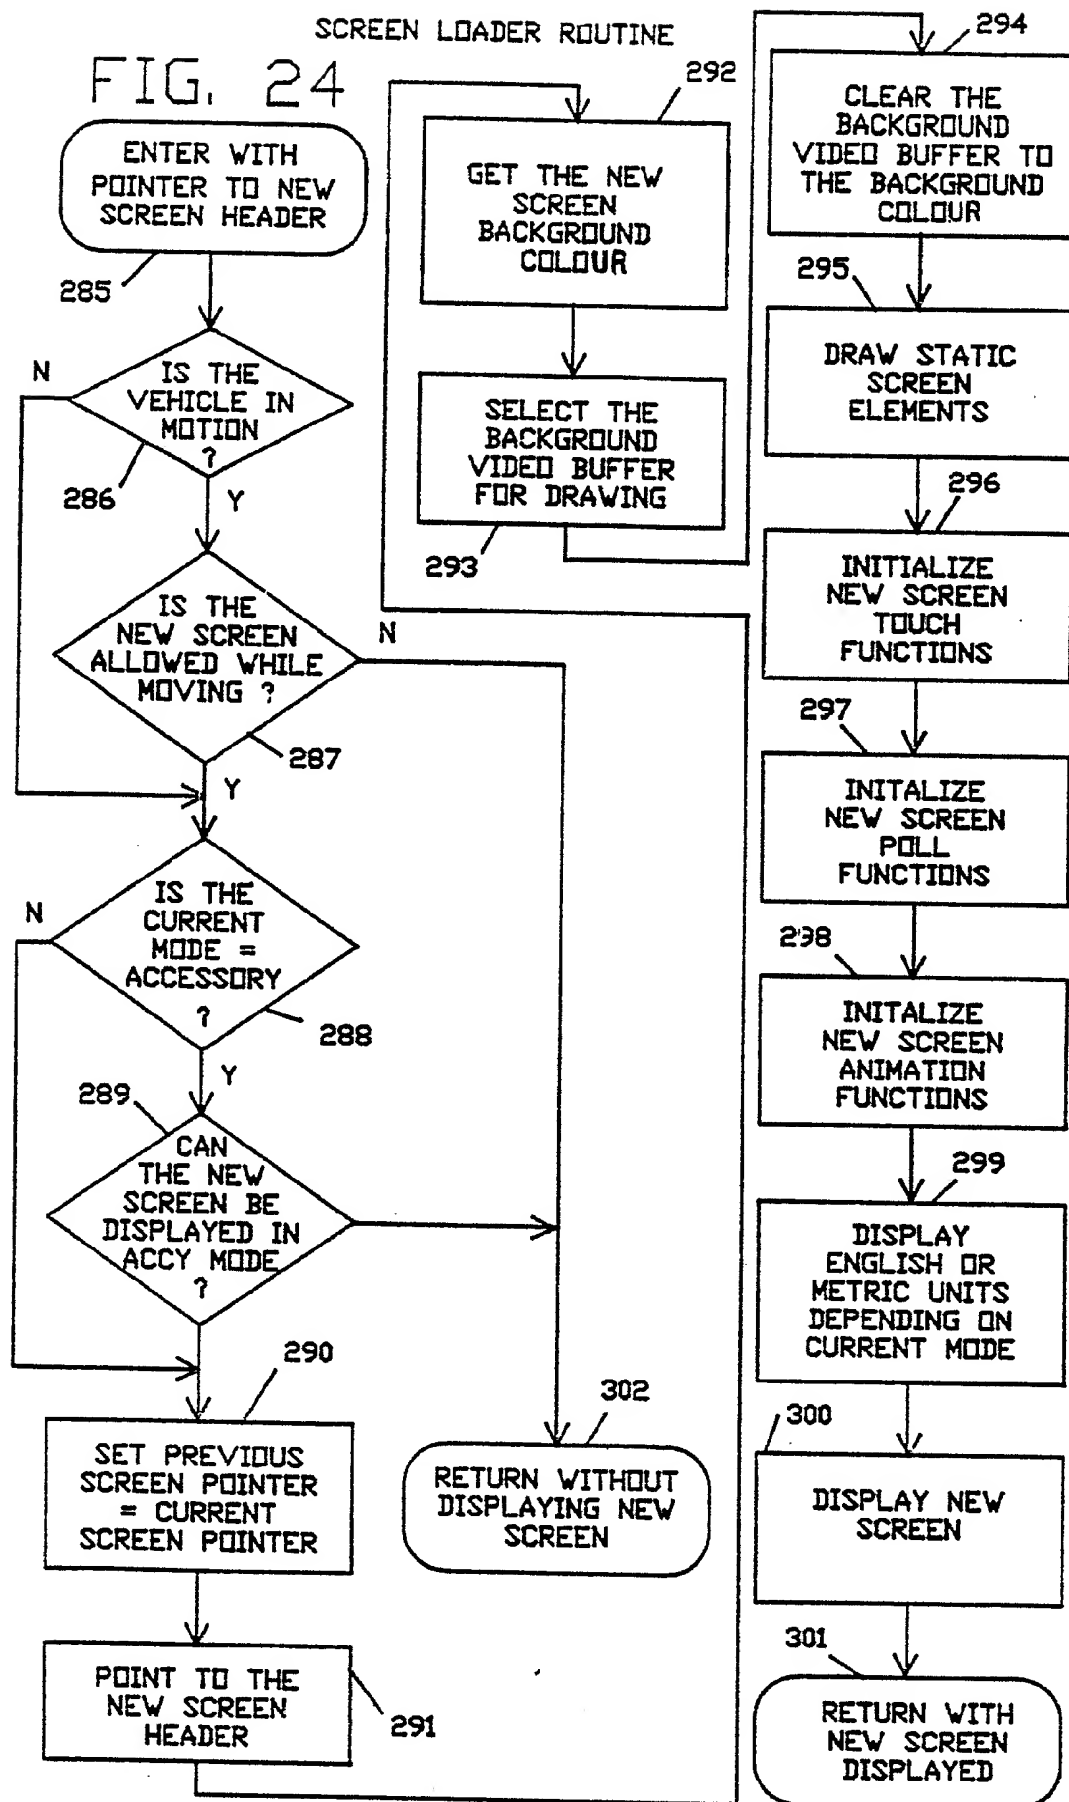 SCREEN LOADER ROUTINE
FIG. 24
ENTER WITH
POINTER TO NEW
SCREEN HEADER
285
IS THE
VEHICLE IN
MOTION
?
N
286
Y
IS THE
NEW SCREEN
ALLOWED WHILE
MOVING ?
N
287
Y
IS THE
CURRENT
MODE =
ACCESSORY
?
N
288
Y
289
CAN
THE NEW
SCREEN BE
DISPLAYED IN
ACCY MODE
?
290
SET PREVIOUS
SCREEN POINTER
= CURRENT
SCREEN POINTER
POINT TO THE
NEW SCREEN
HEADER
291
292
GET THE NEW
SCREEN
BACKGROUND
COLOUR
SELECT THE
BACKGROUND
VIDEO BUFFER
FOR DRAWING
293
302
RETURN WITHOUT
DISPLAYING NEW
SCREEN
294
CLEAR THE
BACKGROUND
VIDEO BUFFER TO
THE BACKGROUND
COLOUR
295
DRAW STATIC
SCREEN
ELEMENTS
296
INITIALIZE
NEW SCREEN
TOUCH
FUNCTIONS
297
INITALIZE
NEW SCREEN
POLL
FUNCTIONS
298
INITALIZE
NEW SCREEN
ANIMATION
FUNCTIONS
299
DISPLAY
ENGLISH OR
METRIC UNITS
DEPENDING ON
CURRENT MODE
300
DISPLAY NEW
SCREEN
301
RETURN WITH
NEW SCREEN
DISPLAYED